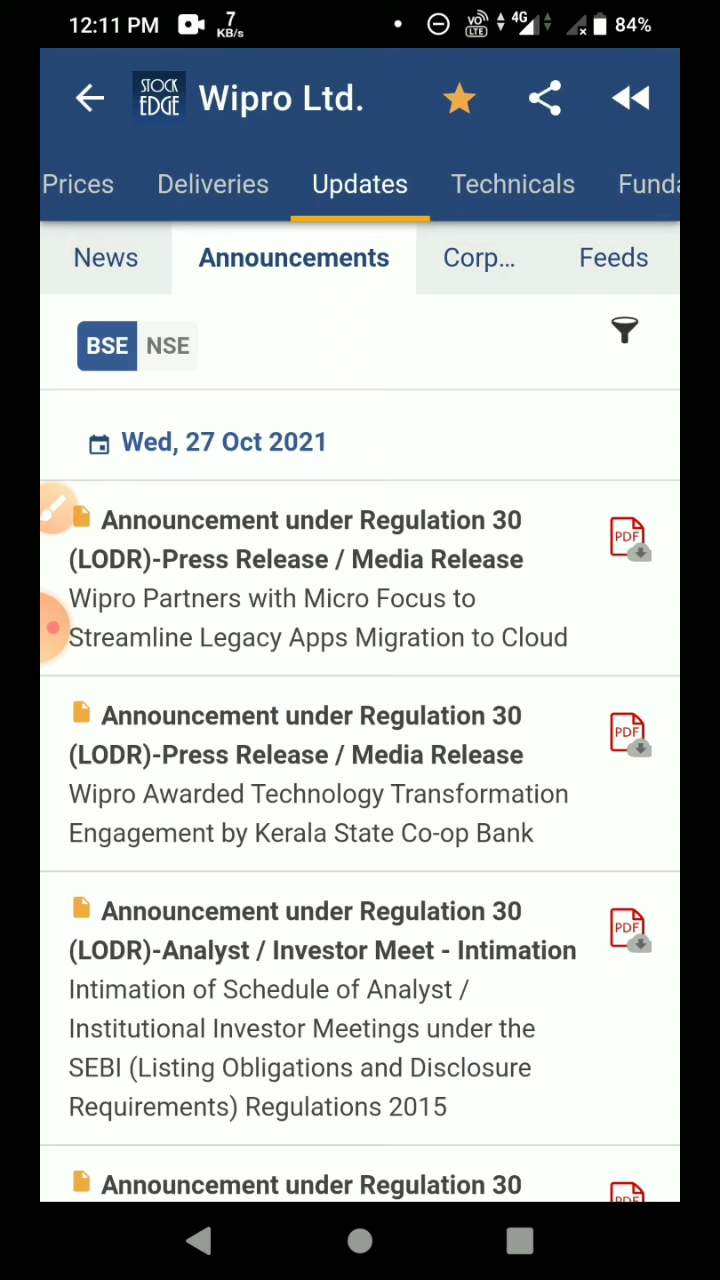 12:11 PM 7 KB/s VO LTE 4G 84%
STOCK EDGE Wipro Ltd.
Prices Deliveries Updates Technicals Funda
News Announcements Corp... Feeds
BSE NSE
Wed, 27 Oct 2021
Announcement under Regulation 30
(LODR)-Press Release / Media Release
PDF
Wipro Partners with Micro Focus to
Streamline Legacy Apps Migration to Cloud
Announcement under Regulation 30
(LODR)-Press Release / Media Release
PDF
Wipro Awarded Technology Transformation
Engagement by Kerala State Co-op Bank
Announcement under Regulation 30
(LODR)-Analyst / Investor Meet - Intimation
PDF
Intimation of Schedule of Analyst /
Institutional Investor Meetings under the
SEBI (Listing Obligations and Disclosure
Requirements) Regulations 2015
Announcement under Regulation 30
PDF